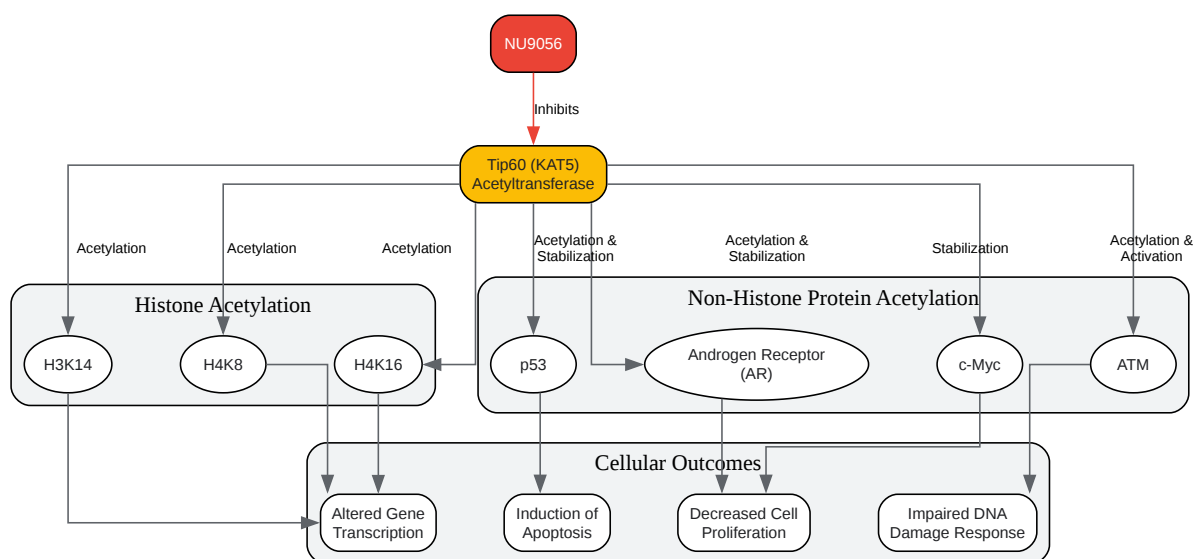 NU9056
Inhibits
Tip60 (KAT5)
Acetyltransferase
Acetylation
Acetylation
Acetylation
Acetylation &
Stabilization
Acetylation &
Stabilization
Stabilization
Acetylation &
Activation
Histone Acetylation
Non-Histone Protein Acetylation
H3K14
H4K8
H4K16
p53
Androgen Receptor
(AR)
c-Myc
ATM
Cellular Outcomes
Altered Gene
Transcription
Induction of
Apoptosis
Decreased Cell
Proliferation
Impaired DNA
Damage Response